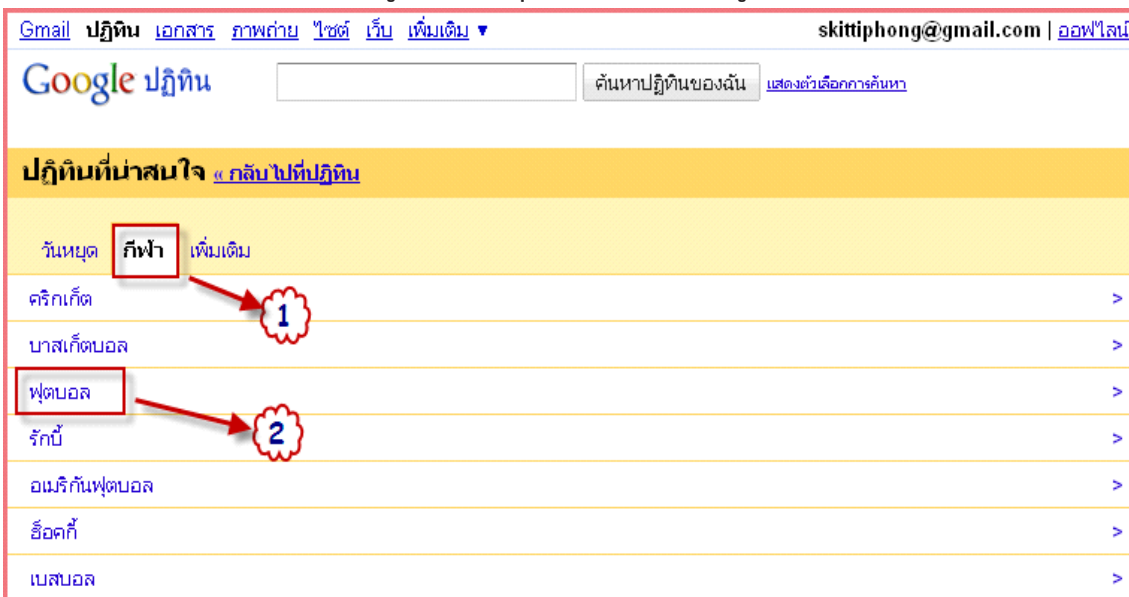 Gmail ปฏิทิน เอกสาร ภาพถ่าย ไซต์ เว็บ เพิ่มเติม ▼ skittiphong@gmail.com | ออฟไลน์
Google ปฏิทิน ค้นหาปฏิทินของฉัน แสดงตัวเลือกการค้นหา
ปฏิทินที่น่าสนใจ « กลับไปที่ปฏิทิน
วันหยุด กีฬา เพิ่มเติม
คริกเก็ต >
1
บาสเก็ตบอล >
ฟุตบอล >
2
รักบี้ >
อเมริกันฟุตบอล >
ฮ็อคกี้ >
เบสบอล >